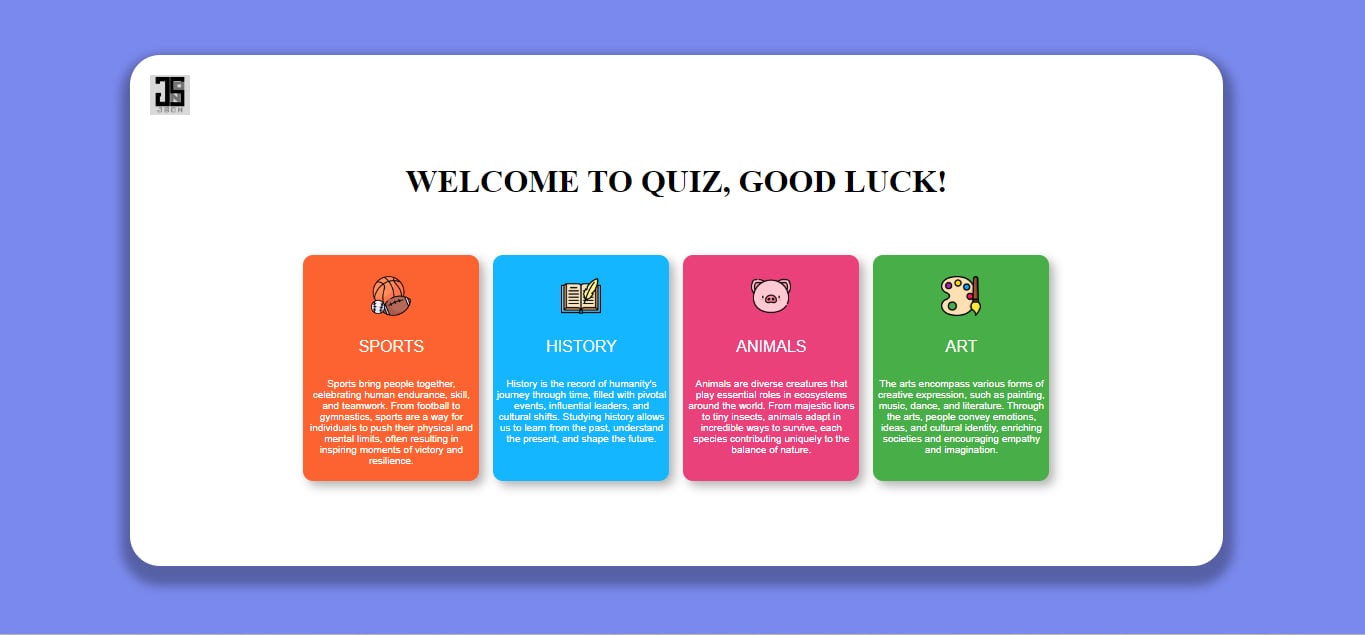 JS
JSON
WELCOME TO QUIZ, GOOD LUCK!
SPORTS
Sports bring people together,
celebrating human endurance, skill,
and teamwork. From football to
gymnastics, sports are a way for
individuals to push their physical and
mental limits, often resulting in
inspiring moments of victory and
resilience.
HISTORY
History is the record of humanity's
journey through time, filled with pivotal
events, influential leaders, and
cultural shifts. Studying history allows
us to learn from the past, understand
the present, and shape the future.
ANIMALS
Animals are diverse creatures that
play essential roles in ecosystems
around the world. From majestic lions
to tiny insects, animals adapt in
incredible ways to survive, each
species contributing uniquely to the
balance of nature.
ART
The arts encompass various forms of
creative expression, such as painting,
music, dance, and literature. Through
the arts, people convey emotions,
ideas, and cultural identity, enriching
societies and encouraging empathy
and imagination.